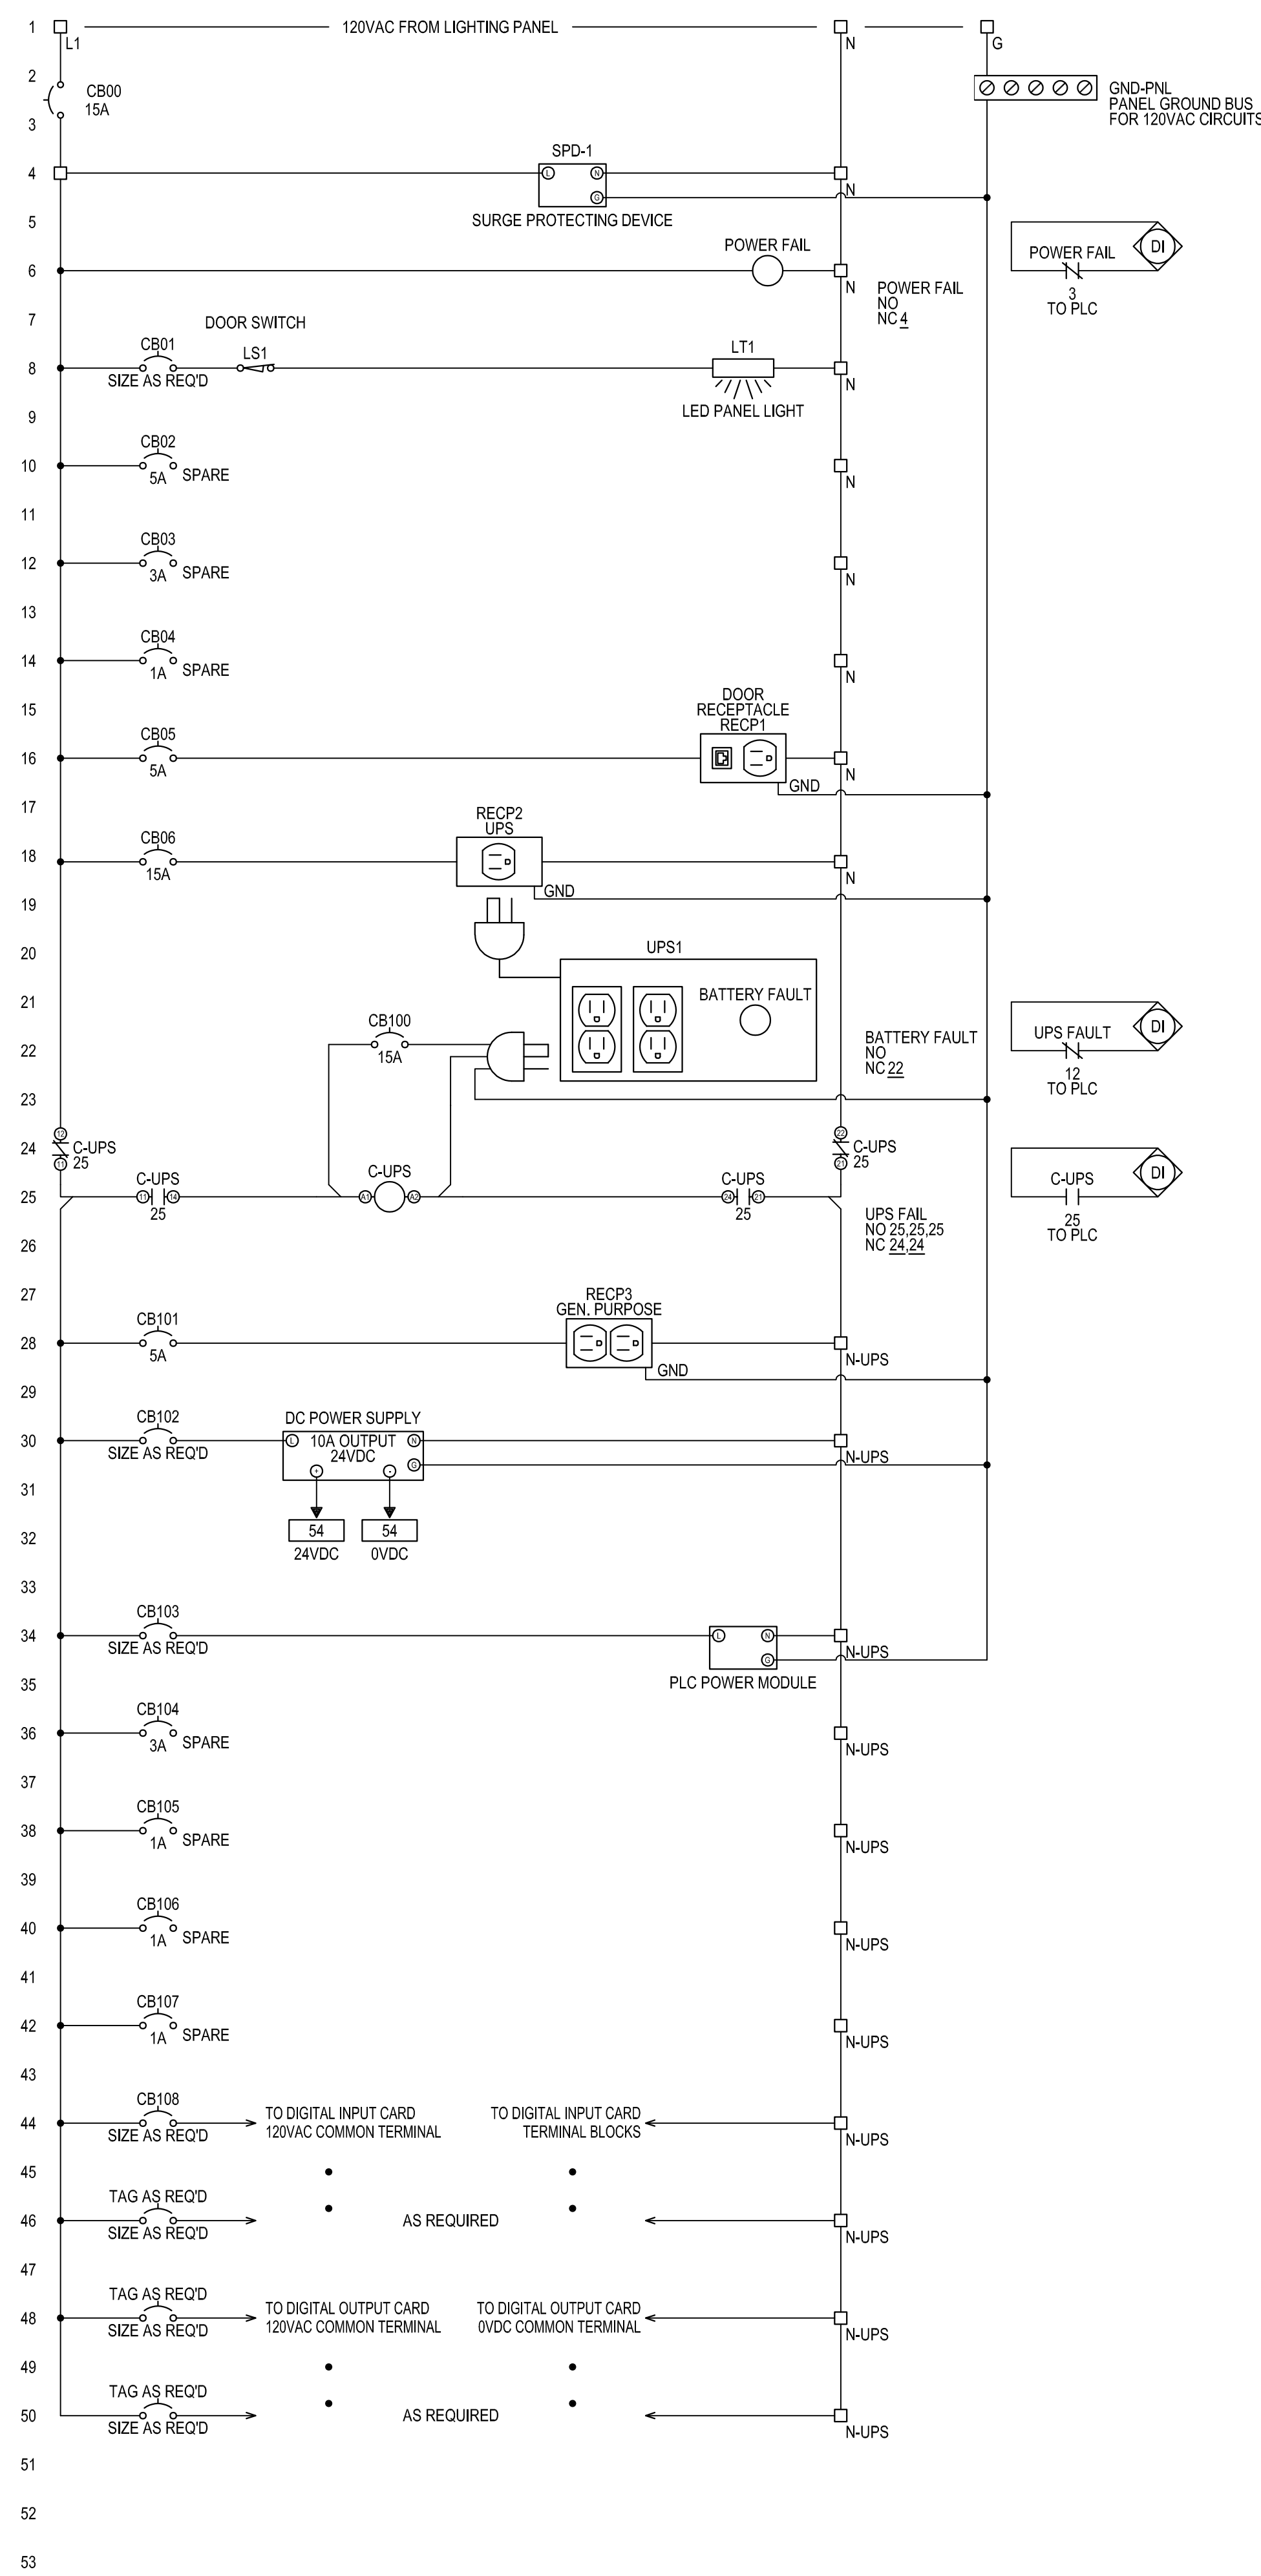 1 120VAC FROM LIGHTING PANEL
L1 N G
2
CB00
15A
GND-PNL
PANEL GROUND BUS
FOR 120VAC CIRCUITS
3
SPD-1
4 L N
N
G
5 SURGE PROTECTING DEVICE
POWER FAIL
DI
POWER FAIL
6
N
3
TO PLC
POWER FAIL
NO
NC 4
7
DOOR SWITCH
CB01 LS1 LT1
8
SIZE AS REQ'D N
LED PANEL LIGHT
9
CB02
10
5A SPARE N
11
CB03
12
3A SPARE N
13
CB04
14
1A SPARE N
15
DOOR
RECEPTACLE
RECP1
CB05
16
5A N
GND
17
RECP2
UPS
CB06
18
15A N
GND
19
20 UPS1
21
BATTERY FAULT
CB100
15A
22
BATTERY FAULT
NO
NC 22
DI
UPS FAULT
12
TO PLC
23
12 22
24 C-UPS
25
C-UPS
25
11 21
DI
C-UPS
25
TO PLC
C-UPS C-UPS
25 11 14 A1 A2 24 21
25 25
UPS FAIL
NO 25,25,25
NC 24,24
26
27
RECP3
GEN. PURPOSE
CB101
28
5A N-UPS
GND
29
CB102 DC POWER SUPPLY
30 L 10A OUTPUT N
SIZE AS REQ'D 24VDC N-UPS
G
+ -
31
32 54 54
24VDC 0VDC
33
CB103
34 L N
SIZE AS REQ'D N-UPS
G
35 PLC POWER MODULE
CB104
36
3A SPARE N-UPS
37
CB105
38
1A SPARE N-UPS
39
CB106
40
1A SPARE N-UPS
41
CB107
42
1A SPARE N-UPS
43
CB108
44
SIZE AS REQ'D
TO DIGITAL INPUT CARD
120VAC COMMON TERMINAL
TO DIGITAL INPUT CARD
TERMINAL BLOCKS
N-UPS
45
TAG AS REQ'D
46 AS REQUIRED
SIZE AS REQ'D N-UPS
47
TAG AS REQ'D
48
SIZE AS REQ'D
TO DIGITAL OUTPUT CARD
120VAC COMMON TERMINAL
TO DIGITAL OUTPUT CARD
0VDC COMMON TERMINAL
N-UPS
49
TAG AS REQ'D
50 AS REQUIRED
SIZE AS REQ'D N-UPS
51
52
53